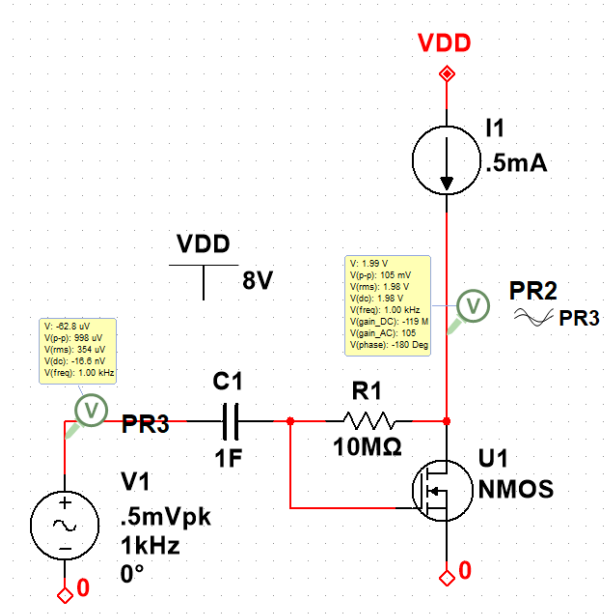 VDD
I1
.5mA
VDD
8V
V: 1.99 V
V(p-p): 105 mV
V(rms): 1.98 V
V(dc): 1.98 V
V(freq): 1.00 kHz
V(gain_DC): -119 M
V(gain_AC): 105
V(phase): -180 Deg
V
PR2
PR3
V: -62.8 uV
V(p-p): 998 uV
V(rms): 354 uV
V(dc): -16.6 nV
V(freq): 1.00 kHz
V
PR3
C1
1F
R1
10MΩ
U1
NMOS
V1
.5mVpk
1kHz
0°
0
0